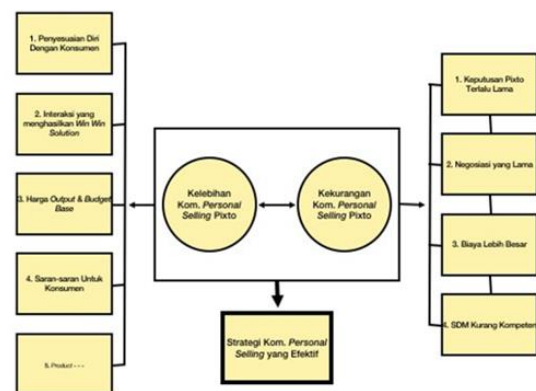 1. Penyesuaian Diri
Dengan Konsumen
2. Interaksi yang
menghasilkan Win Win
Solution
3. Harga Output & Budget
Base
4. Saran-saran Untuk
Konsumen
5. Product - - -
Kelebihan
Kom. Personal
Selling Pixto
Kekurangan
Kom. Personal
Selling Pixto
Strategi Kom. Personal
Selling yang Efektif
1. Keputusan Pixto
Terlalu Lama
2. Negosiasi yang Lama
3. Biaya Lebih Besar
4. SDM Kurang Kompeten